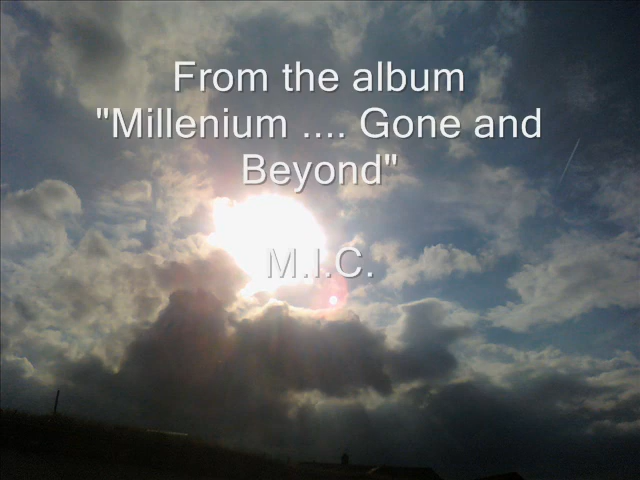 From the album
"Millenium .... Gone and
Beyond"
M.I.C.